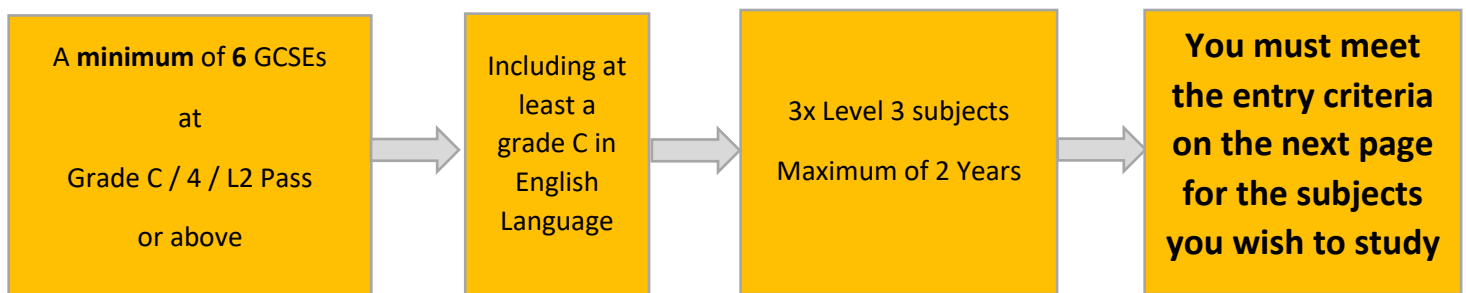 A minimum of 6 GCSEs
at
Grade C / 4 / L2 Pass
or above
Including at
least a
grade C in
English
Language
3x Level 3 subjects
Maximum of 2 Years
You must meet
the entry criteria
on the next page
for the subjects
you wish to study